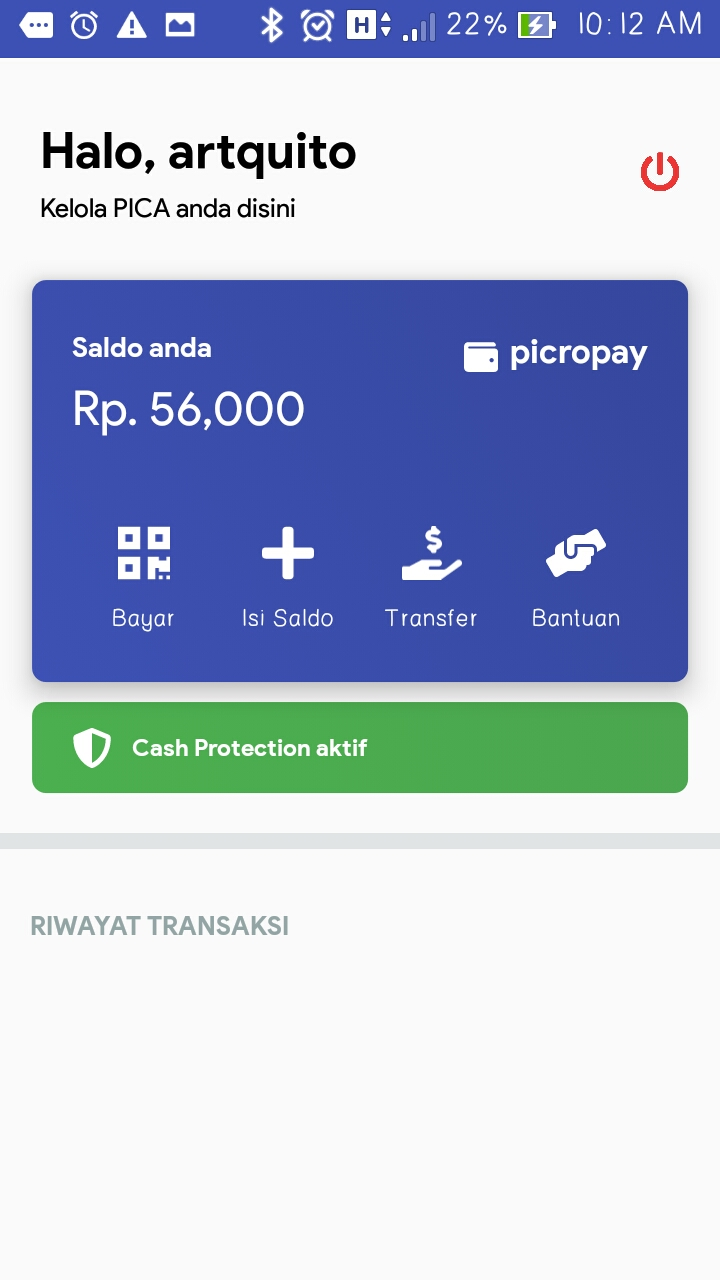 H 22% 10:12 AM
Halo, artquito
Kelola PICA anda disini
Saldo anda
picropay
Rp. 56,000
Bayar Isi Saldo Transfer Bantuan
Cash Protection aktif
RIWAYAT TRANSAKSI